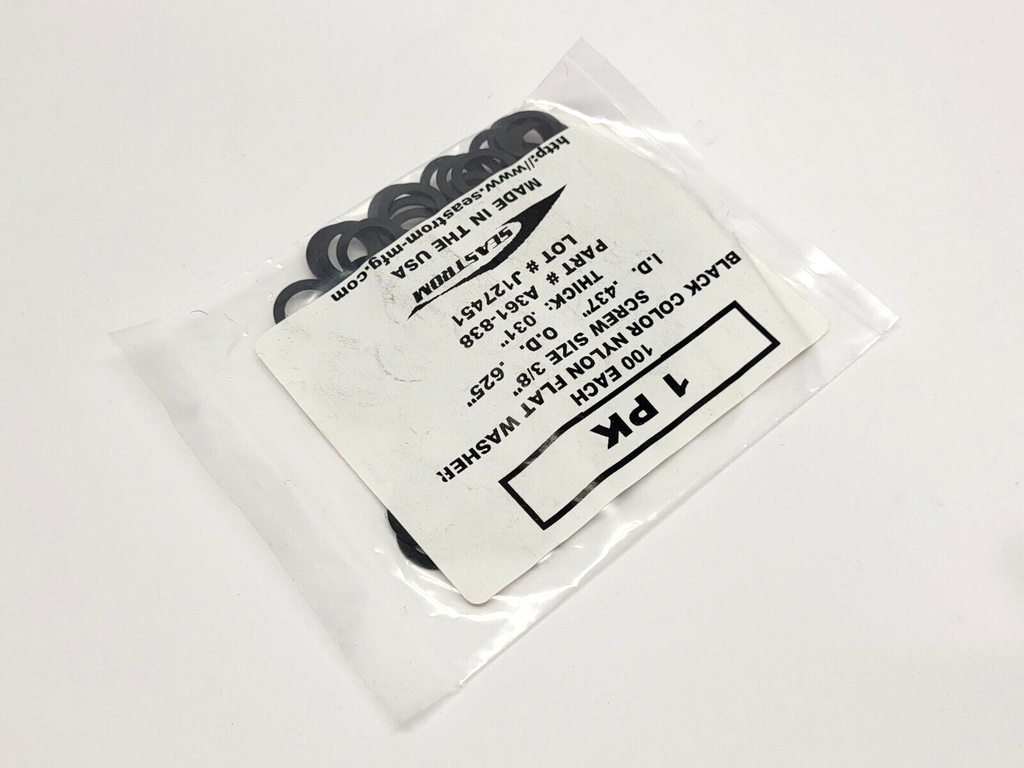 1 PK
100 EACH
BLACK COLOR NYLON FLAT WASHER
SCREW SIZE 3/8"
I.D. .437" O.D. .625"
THICK: .031"
PART # A361-838
LOT # J127451
SEASTROM
MADE IN THE USA
http://www.seastrom-mfg.com